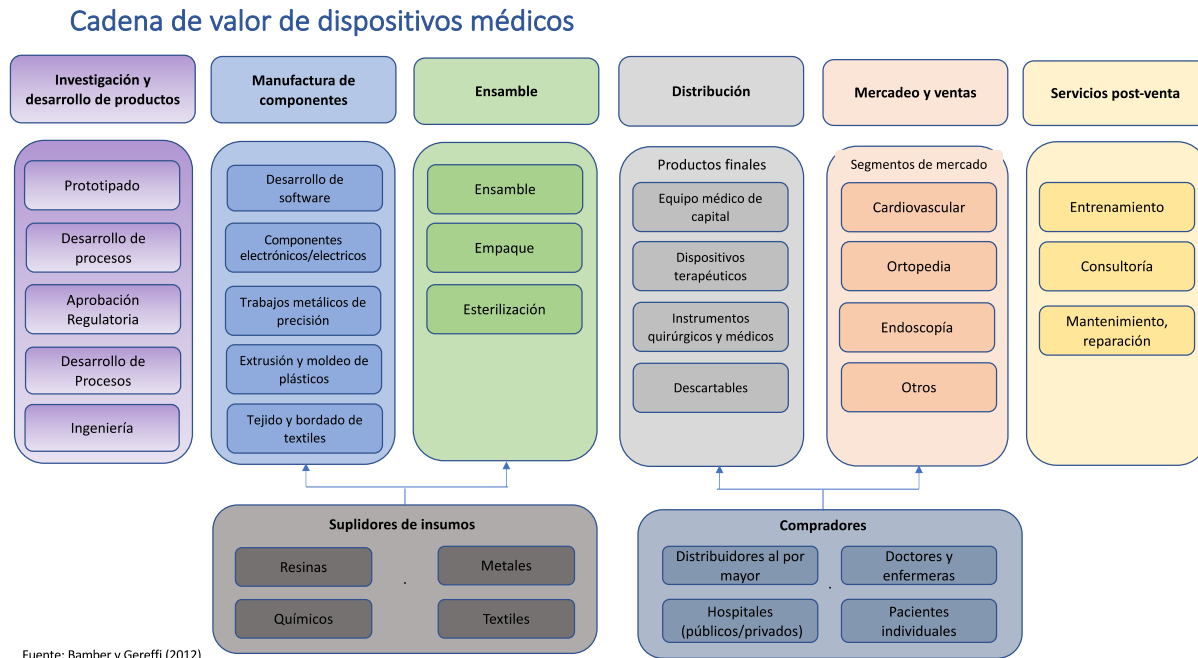 Cadena de valor de dispositivos médicos
Investigación y
desarrollo de productos
Manufactura de
componentes
Ensamble
Distribución
Mercadeo y ventas
Servicios post-venta
Prototipado
Desarrollo de
procesos
Aprobación
Regulatoria
Desarrollo de
Procesos
Ingeniería
Desarrollo de
software
Componentes
electrónicos/electricos
Trabajos metálicos de
precisión
Extrusión y moldeo de
plásticos
Tejido y bordado de
textiles
Ensamble
Empaque
Esterilización
Productos finales
Equipo médico de
capital
Dispositivos
terapéuticos
Instrumentos
quirúrgicos y médicos
Descartables
Segmentos de mercado
Cardiovascular
Ortopedia
Endoscopía
Otros
Entrenamiento
Consultoría
Mantenimiento,
reparación
Suplidores de insumos
Resinas
Metales
.
Químicos
Textiles
Compradores
Distribuidores al por
mayor
Doctores y
enfermeras
.
Hospitales
(públicos/privados)
Pacientes
individuales
Fuente: Bamber y Gereffi (2012)